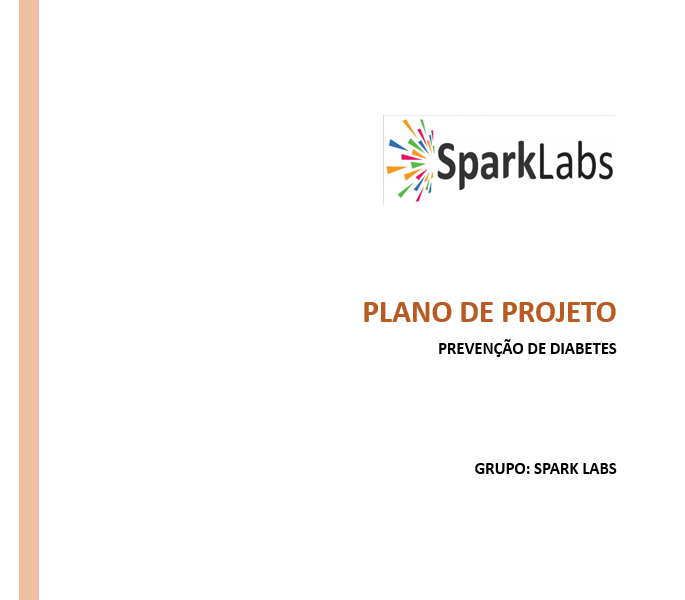 SparkLabs
PLANO DE PROJETO
PREVENÇÃO DE DIABETES
GRUPO: SPARK LABS